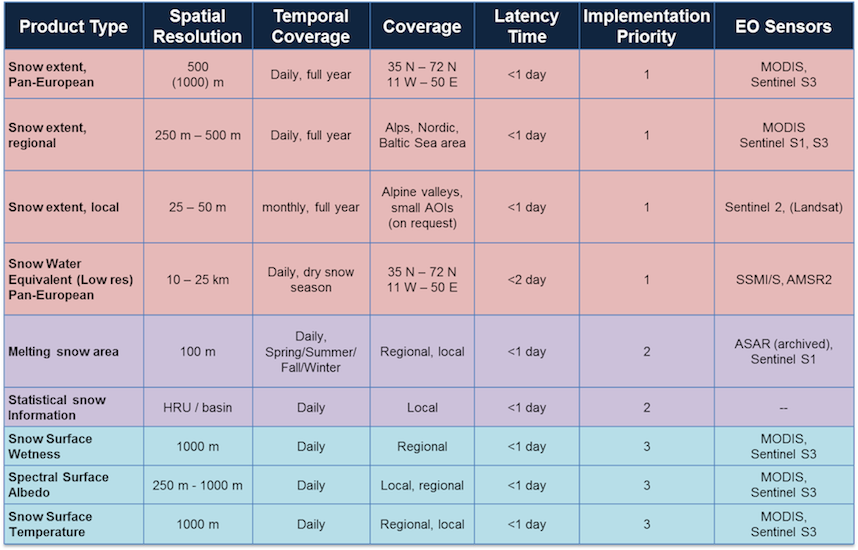 Product Type
Spatial
Resolution
Temporal
Coverage
Coverage
Latency
Time
Implementation
Priority
EO Sensors
Snow extent,
Pan-European
500
(1000) m
Daily, full year
35 N – 72 N
11 W – 50 E
<1 day
1
MODIS,
Sentinel S3
Snow extent,
regional
250 m – 500 m
Daily, full year
Alps, Nordic,
Baltic Sea area
<1 day
1
MODIS
Sentinel S1, S3
Snow extent, local
25 – 50 m
monthly, full year
Alpine valleys,
small AOIs
(on request)
<1 day
1
Sentinel 2, (Landsat)
Snow Water
Equivalent (Low res)
Pan-European
10 – 25 km
Daily, dry snow
season
35 N – 72 N
11 W – 50 E
<2 day
1
SSMI/S, AMSR2
Melting snow area
100 m
Daily,
Spring/Summer/
Fall/Winter
Regional, local
<1 day
2
ASAR (archived),
Sentinel S1
Statistical snow
Information
HRU / basin
Daily
Local
<1 day
2
--
Snow Surface
Wetness
1000 m
Daily
Regional
<1 day
3
MODIS,
Sentinel S3
Spectral Surface
Albedo
250 m - 1000 m
Daily
Local, regional
<1 day
3
MODIS,
Sentinel S3
Snow Surface
Temperature
1000 m
Daily
Regional, local
<1 day
3
MODIS,
Sentinel S3